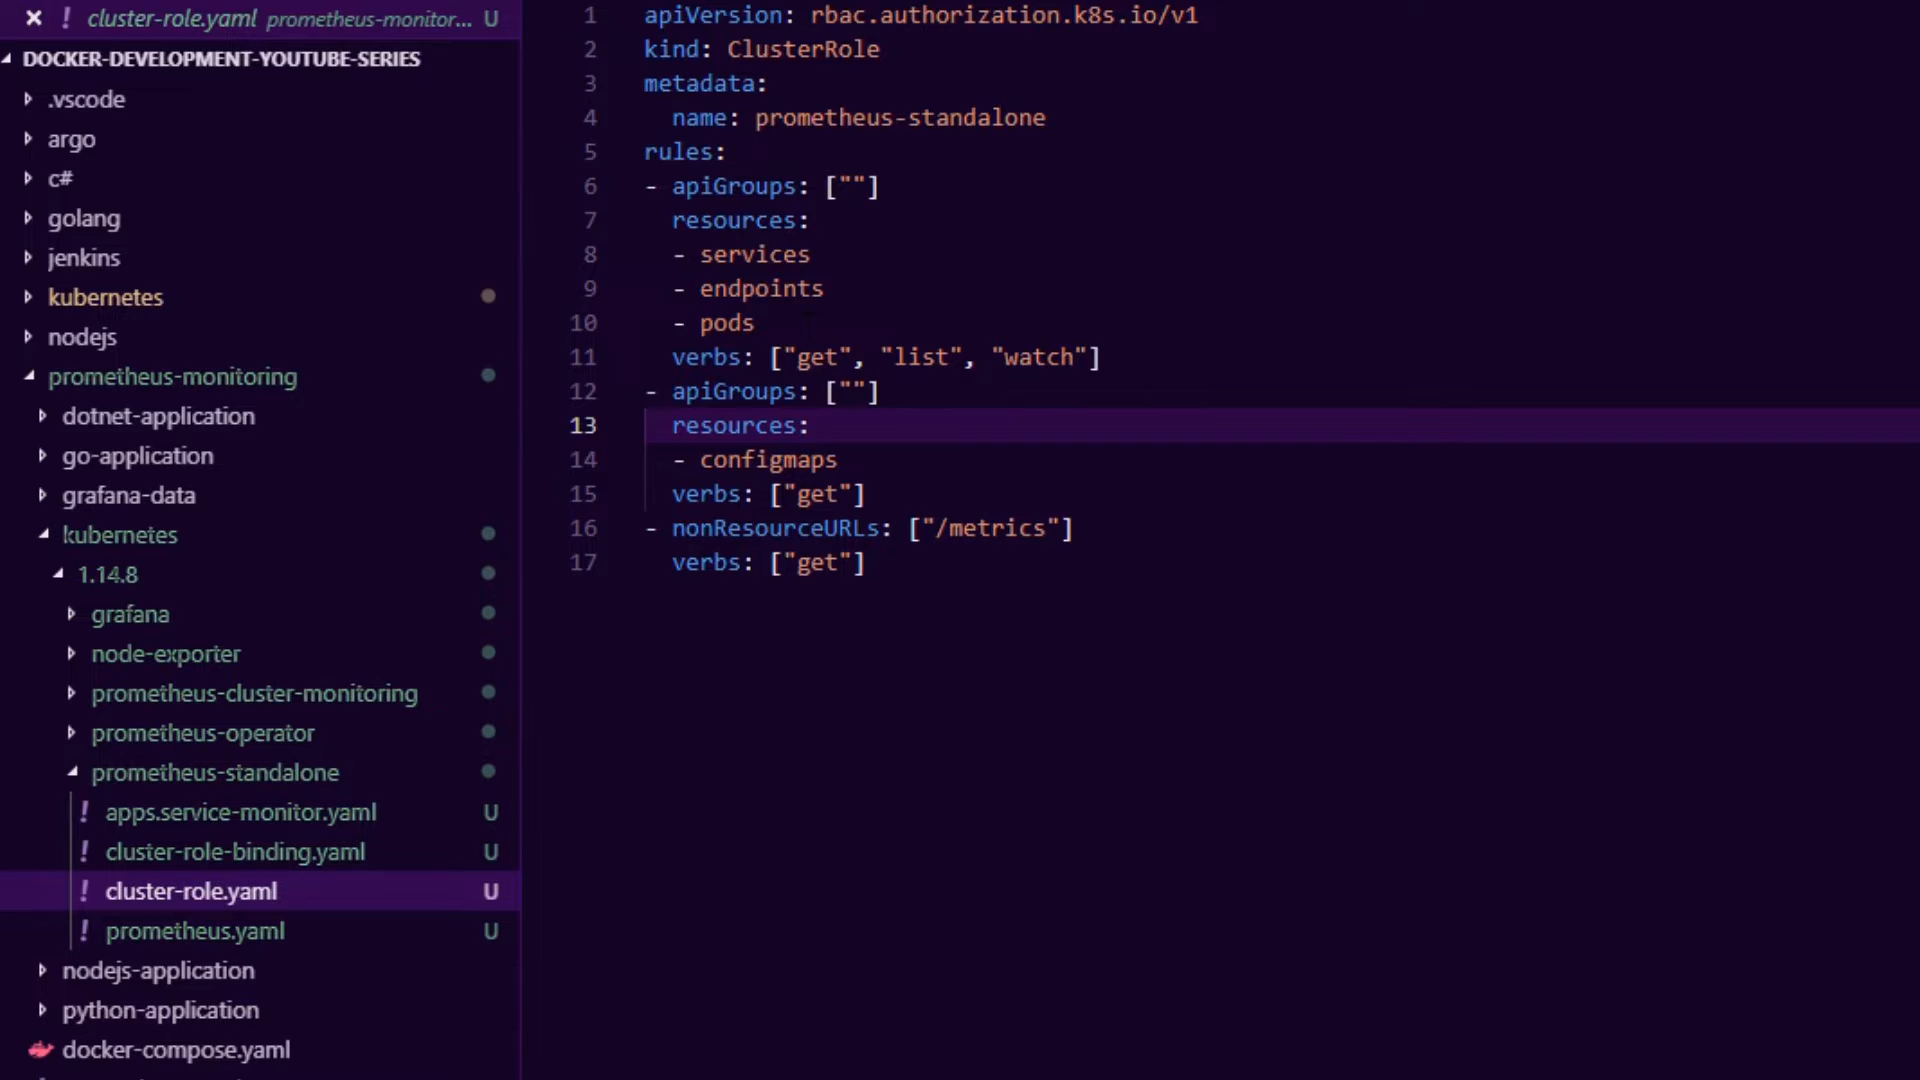 cluster-role.yaml prometheus-monitor... U
DOCKER-DEVELOPMENT-YOUTUBE-SERIES
.vscode
argo
c#
golang
jenkins
kubernetes
nodejs
prometheus-monitoring
dotnet-application
go-application
grafana-data
kubernetes
1.14.8
grafana
node-exporter
prometheus-cluster-monitoring
prometheus-operator
prometheus-standalone
! apps.service-monitor.yaml U
! cluster-role-binding.yaml U
! cluster-role.yaml U
! prometheus.yaml U
nodejs-application
python-application
docker-compose.yaml
1 apiVersion: rbac.authorization.k8s.io/v1
2 kind: ClusterRole
3 metadata:
4   name: prometheus-standalone
5 rules:
6 - apiGroups: [""]
7   resources:
8   - services
9   - endpoints
10   - pods
11   verbs: ["get", "list", "watch"]
12 - apiGroups: [""]
13   resources:
14   - configmaps
15   verbs: ["get"]
16 - nonResourceURLs: ["/metrics"]
17   verbs: ["get"]